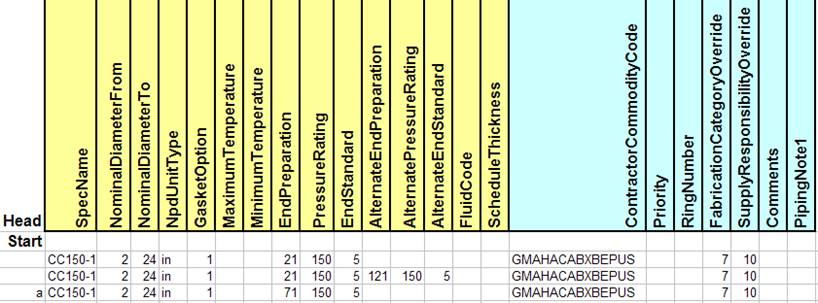 Head SpecName NominalDiameterFrom NominalDiameterTo NpdUnitType GasketOption MaximumTemperature MinimumTemperature EndPreparation PressureRating EndStandard AlternateEndPreparation AlternatePressureRating AlternateEndStandard FluidCode ScheduleThickness ContractorCommodityCode Priority RingNumber FabricationCategoryOverride SupplyResponsibilityOverride Comments PipingNote1
Start
CC150-1 2 24 in 1 21 150 5 GMAHACABXBEPUS 7 10
CC150-1 2 24 in 1 21 150 5 121 150 5 GMAHACABXBEPUS 7 10
a CC150-1 2 24 in 1 71 150 5 GMAHACABXBEPUS 7 10